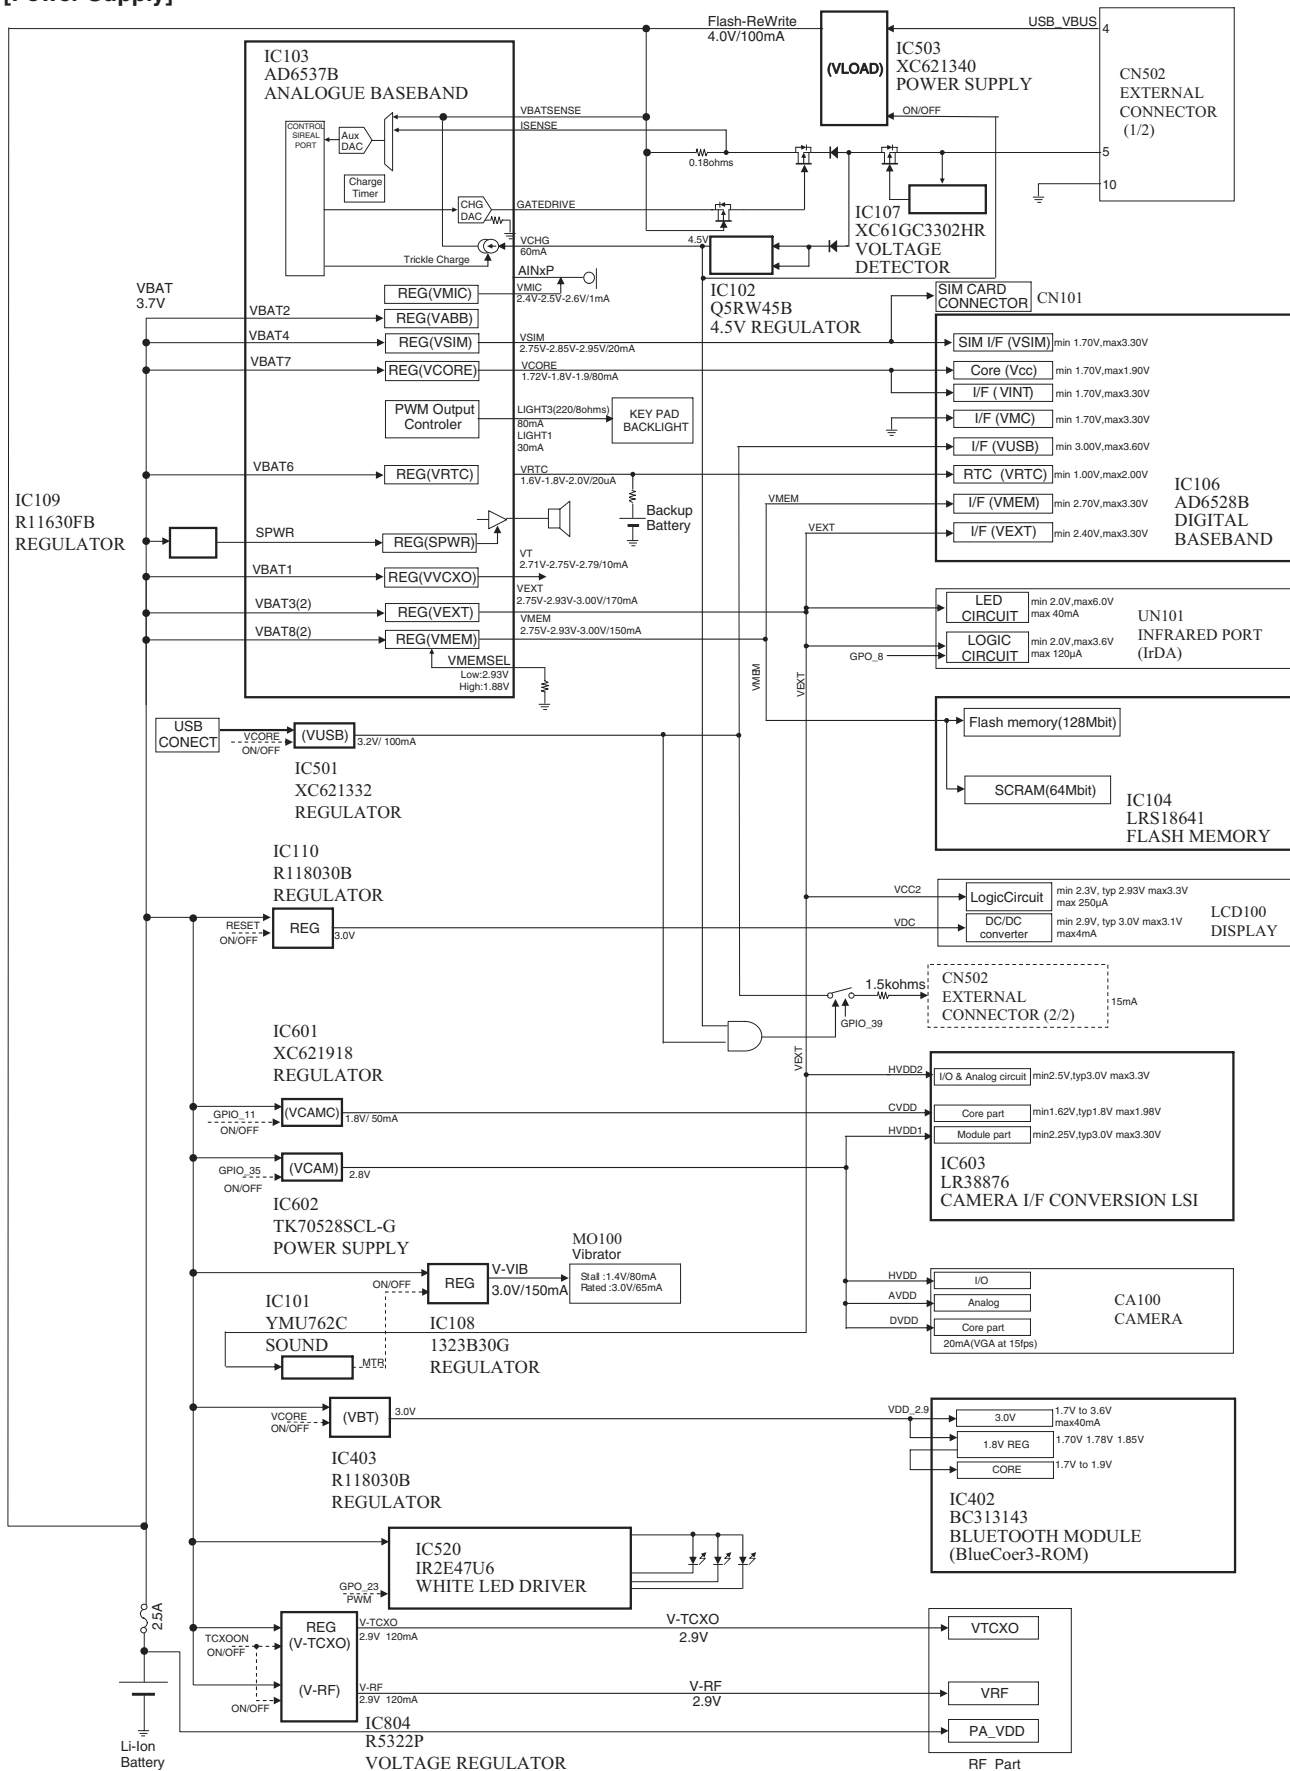 [Power Supply]
Flash-ReWrite
4.0V/100mA
(VLOAD)
IC503
XC621340
POWER SUPPLY
ON/OFF
USB_VBUS
4
5
10
CN502
EXTERNAL
CONNECTOR
(1/2)
IC103
AD6537B
ANALOGUE BASEBAND
CONTROL
SIREAL
PORT
Aux
DAC
Charge
Timer
CHG
DAC
Trickle Charge
VBATSENSE
ISENSE
0.18ohms
GATEDRIVE
VCHG
60mA
4.5V
IC107
XC61GC3302HR
VOLTAGE
DETECTOR
IC102
Q5RW45B
4.5V REGULATOR
AINxP
VMIC
2.4V-2.5V-2.6V/1mA
REG(VMIC)
VBAT
3.7V
VBAT2
REG(VABB)
VBAT4
REG(VSIM)
VSIM
2.75V-2.85V-2.95V/20mA
VBAT7
REG(VCORE)
VCORE
1.72V-1.8V-1.9/80mA
PWM Output
Controler
LIGHT3(220/8ohms)
80mA
LIGHT1
30mA
KEY PAD
BACKLIGHT
VBAT6
REG(VRTC)
VRTC
1.6V-1.8V-2.0V/20uA
Backup
Battery
IC109
R11630FB
REGULATOR
SPWR
REG(SPWR)
VBAT1
REG(VVCXO)
VT
2.71V-2.75V-2.79/10mA
VBAT3(2)
REG(VEXT)
VEXT
2.75V-2.93V-3.00V/170mA
VBAT8(2)
REG(VMEM)
VMEM
2.75V-2.93V-3.00V/150mA
VMEMSEL
Low:2.93V
High:1.88V
SIM CARD
CONNECTOR
CN101
SIM I/F (VSIM)
min 1.70V,max3.30V
Core (Vcc)
min 1.70V,max1.90V
I/F ( VINT)
min 1.70V,max3.30V
I/F (VMC)
min 1.70V,max3.30V
I/F (VUSB)
min 3.00V,max3.60V
RTC (VRTC)
min 1.00V,max2.00V
VMEM
I/F (VMEM)
min 2.70V,max3.30V
VEXT
I/F (VEXT)
min 2.40V,max3.30V
IC106
AD6528B
DIGITAL
BASEBAND
LED
CIRCUIT
min 2.0V,max6.0V
max 40mA
LOGIC
CIRCUIT
min 2.0V,max3.6V
max 120µA
GPO_8
UN101
INFRARED PORT
(IrDA)
VMEM
VEXT
Flash memory(128Mbit)
SCRAM(64Mbit)
IC104
LRS18641
FLASH MEMORY
USB
CONECT
VCORE
ON/OFF
(VUSB)
3.2V/ 100mA
IC501
XC621332
REGULATOR
IC110
R118030B
REGULATOR
RESET
ON/OFF
REG
3.0V
VCC2
LogicCircuit
min 2.3V, typ 2.93V max3.3V
max 250µA
VDC
DC/DC
converter
min 2.9V, typ 3.0V max3.1V
max4mA
LCD100
DISPLAY
1.5kohms
GPIO_39
CN502
EXTERNAL
CONNECTOR (2/2)
15mA
VEXT
IC601
XC621918
REGULATOR
GPIO_11
ON/OFF
(VCAMC)
1.8V/ 50mA
GPIO_35
ON/OFF
(VCAM)
2.8V
IC602
TK70528SCL-G
POWER SUPPLY
HVDD2
I/O & Analog circuit
min2.5V,typ3.0V max3.3V
CVDD
Core part
min1.62V,typ1.8V max1.98V
HVDD1
Module part
min2.25V,typ3.0V max3.30V
IC603
LR38876
CAMERA I/F CONVERSION LSI
MO100
Vibrator
V-VIB
3.0V/150mA
Stall :1.4V/80mA
Rated :3.0V/65mA
REG
ON/OFF
IC101
YMU762C
SOUND
MTR
IC108
1323B30G
REGULATOR
HVDD
I/O
AVDD
Analog
DVDD
Core part
20mA(VGA at 15fps)
CA100
CAMERA
VCORE
ON/OFF
(VBT)
3.0V
IC403
R118030B
REGULATOR
VDD_2.9
3.0V
1.7V to 3.6V
max40mA
1.8V REG
1.70V 1.78V 1.85V
CORE
1.7V to 1.9V
IC402
BC313143
BLUETOOTH MODULE
(BlueCoer3-ROM)
IC520
IR2E47U6
WHITE LED DRIVER
GPO_23
PWM
2.5A
TCXOON
ON/OFF
REG
(V-TCXO)
V-TCXO
2.9V 120mA
V-TCXO
2.9V
VTCXO
ON/OFF
(V-RF)
V-RF
2.9V 120mA
V-RF
2.9V
VRF
PA_VDD
RF Part
IC804
R5322P
VOLTAGE REGULATOR
Li-Ion
Battery